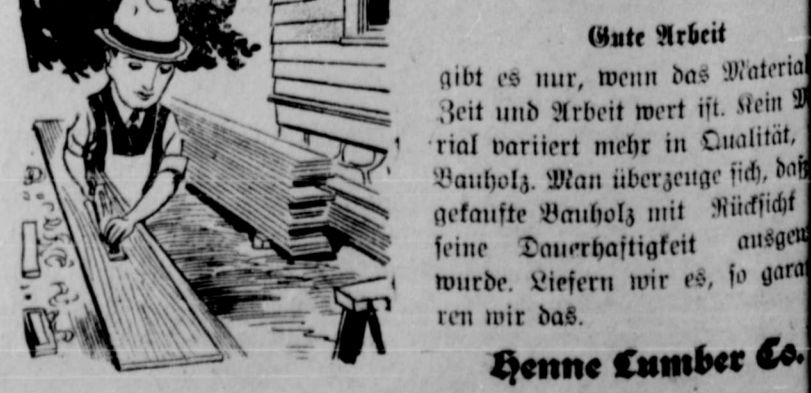 Gute Arbeit
gibt es nur, wenn das Material
Zeit und Arbeit wert ist. Kein M
rial variiert mehr in Qualität,
Bauholz. Man überzeuge sich, daß
gekaufte Bauholz mit Rücksicht
seine Dauerhaftigkeit ausgew
wurde. Liefern wir es, so gara
ren wir das.
Henne Lumber Co.